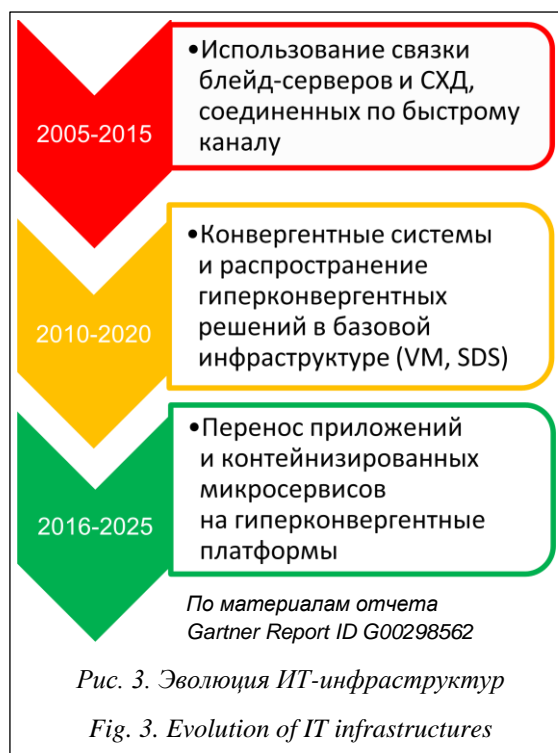 2005-2015
•Использование связки
блейд-серверов и СХД,
соединенных по быстрому
каналу
2010-2020
•Конвергентные системы
и распространение
гиперконвергентных
решений в базовой
инфраструктуре (VM, SDS)
2016-2025
•Перенос приложений
и контейнизированных
микросервисов
на гиперконвергентные
платформы
По материалам отчета
Gartner Report ID G00298562
Рис. 3. Эволюция ИТ-инфраструктур
Fig. 3. Evolution of IT infrastructures